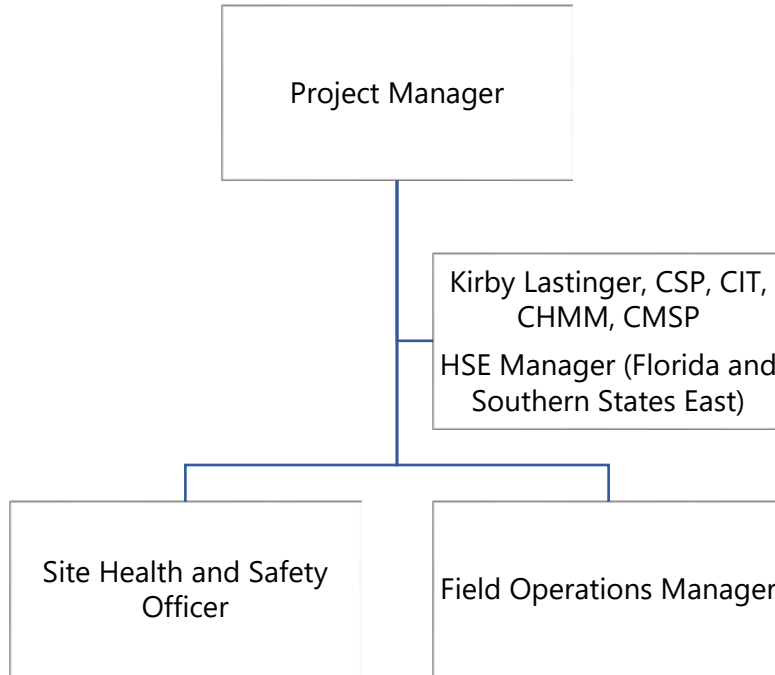 Project Manager
Kirby Lastinger, CSP, CIT,
CHMM, CMSP
HSE Manager (Florida and
Southern States East)
Site Health and Safety
Officer
Field Operations Manager